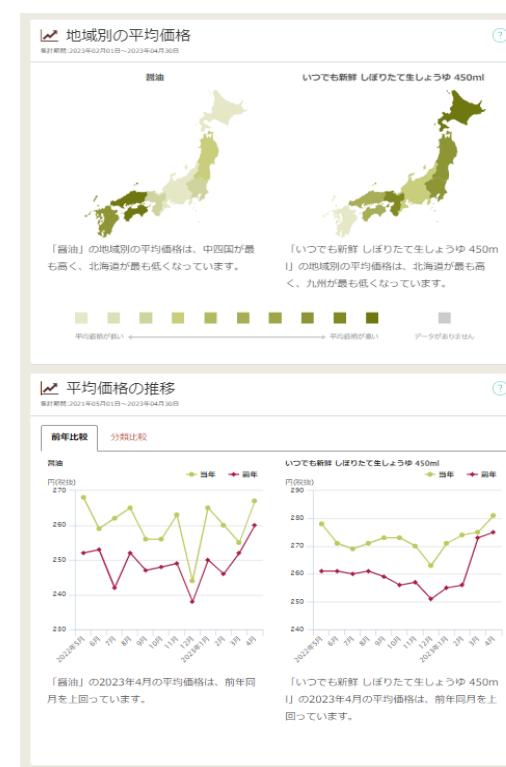 地域別の平均価格
?
集計期間:2023年02月01日~2023年04月30日
醤油
いつでも新鮮 しぼりたて生しょうゆ 450ml
「醤油」の地域別の平均価格は、中四国が最
も高く、北海道が最も低くなっています。
「いつでも新鮮 しぼりたて生しょうゆ 450m
l」の地域別の平均価格は、北海道が最も高
く、九州が最も低くなっています。
平均価格が低い
平均価格が高い
データがありません
平均価格の推移
?
集計期間:2021年05月01日~2023年04月30日
前年比較
分類比較
醤油
当年
前年
円(税抜)
270
260
250
240
230
2022年5月
6月
7月
8月
9月
10月
11月
12月
2023年1月
2月
3月
4月
いつでも新鮮 しぼりたて生しょうゆ 450ml
当年
前年
円(税抜)
290
280
270
260
250
240
2022年5月
6月
7月
8月
9月
10月
11月
12月
2023年1月
2月
3月
4月
「醤油」の2023年4月の平均価格は、前年同
月を上回っています。
「いつでも新鮮 しぼりたて生しょうゆ 450m
l」の2023年4月の平均価格は、前年同月を上
回っています。